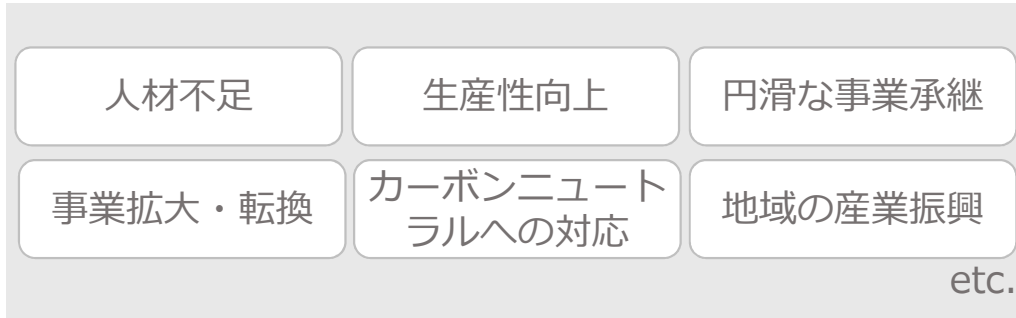 人材不足
生産性向上
円滑な事業承継
事業拡大・転換
カーボンニュート
ラルへの対応
地域の産業振興
etc.